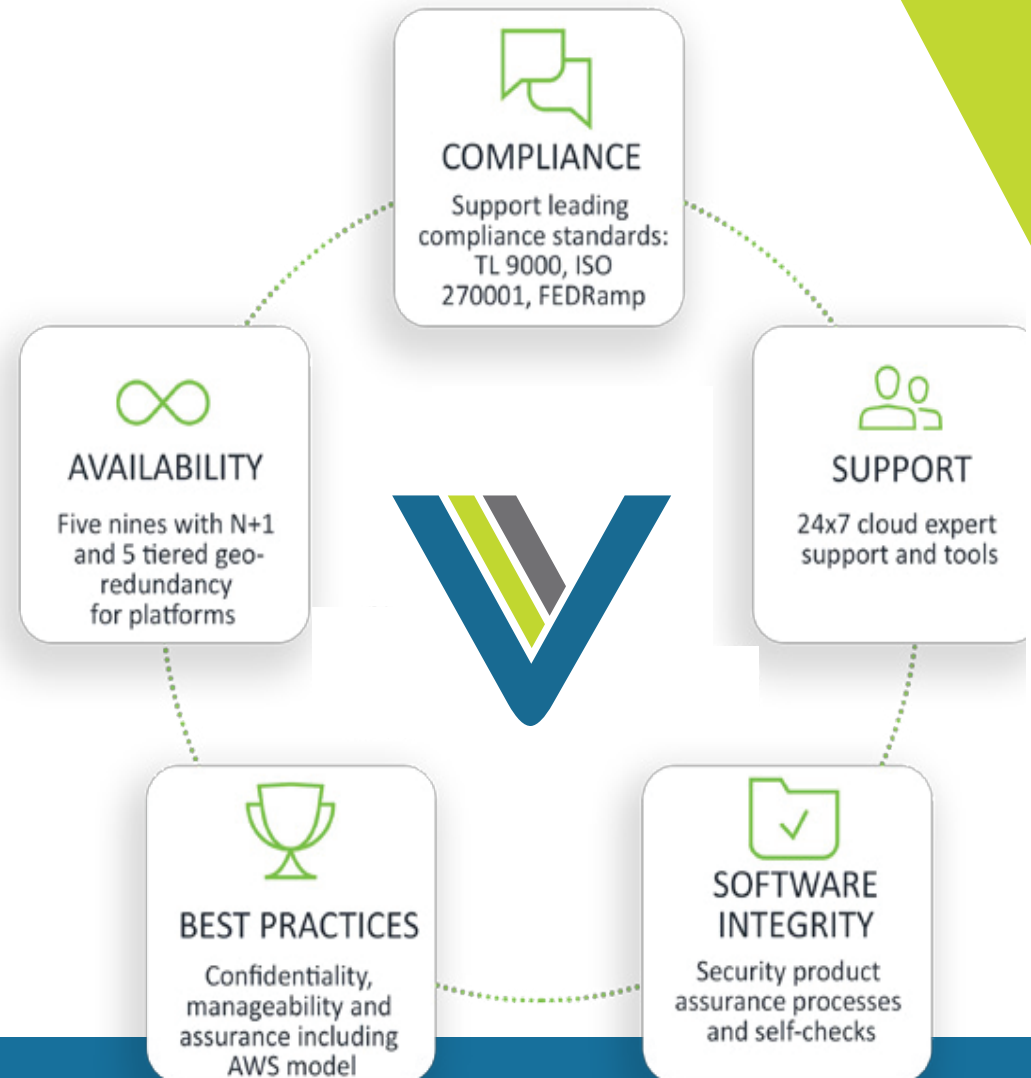 COMPLIANCE
Support leading
compliance standards:
TL 9000, ISO
270001, FEDRamp
AVAILABILITY
Five nines with N+1
and 5 tiered geo-
redundancy
for platforms
SUPPORT
24x7 cloud expert
support and tools
BEST PRACTICES
Confidentiality,
manageability and
assurance including
AWS model
SOFTWARE
INTEGRITY
Security product
assurance processes
and self-checks